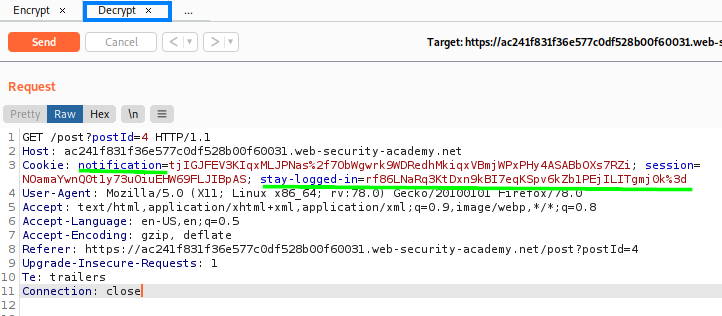 Encrypt × Decrypt × ...
Send Cancel < > Target: https://ac241f831f36e577c0df528b00f60031.web-s
Request
Pretty Raw Hex \n
1 GET /post?postId=4 HTTP/1.1
2 Host: ac241f831f36e577c0df528b00f60031.web-security-academy.net
3 Cookie: notification=tjIGJFEV3KIqxMLJPNas%2f7ObWgwrk9WDRedhMkiqxVBmjWPxPHy4ASABbOXs7RZi; session=
NOamaYwnQ0t1y73uOiuEHW69FLJIBpAS; stay-logged-in=rf86LNaRq3KtDxn9kBI7eqKSpv6kZb1PEjILITgmj0k%3d
4 User-Agent: Mozilla/5.0 (X11; Linux x86_64; rv:78.0) Gecko/20100101 Firefox/78.0
5 Accept: text/html,application/xhtml+xml,application/xml;q=0.9,image/webp,*/*;q=0.8
6 Accept-Language: en-US,en;q=0.5
7 Accept-Encoding: gzip, deflate
8 Referer: https://ac241f831f36e577c0df528b00f60031.web-security-academy.net/post?postId=4
9 Upgrade-Insecure-Requests: 1
10 Te: trailers
11 Connection: close
12